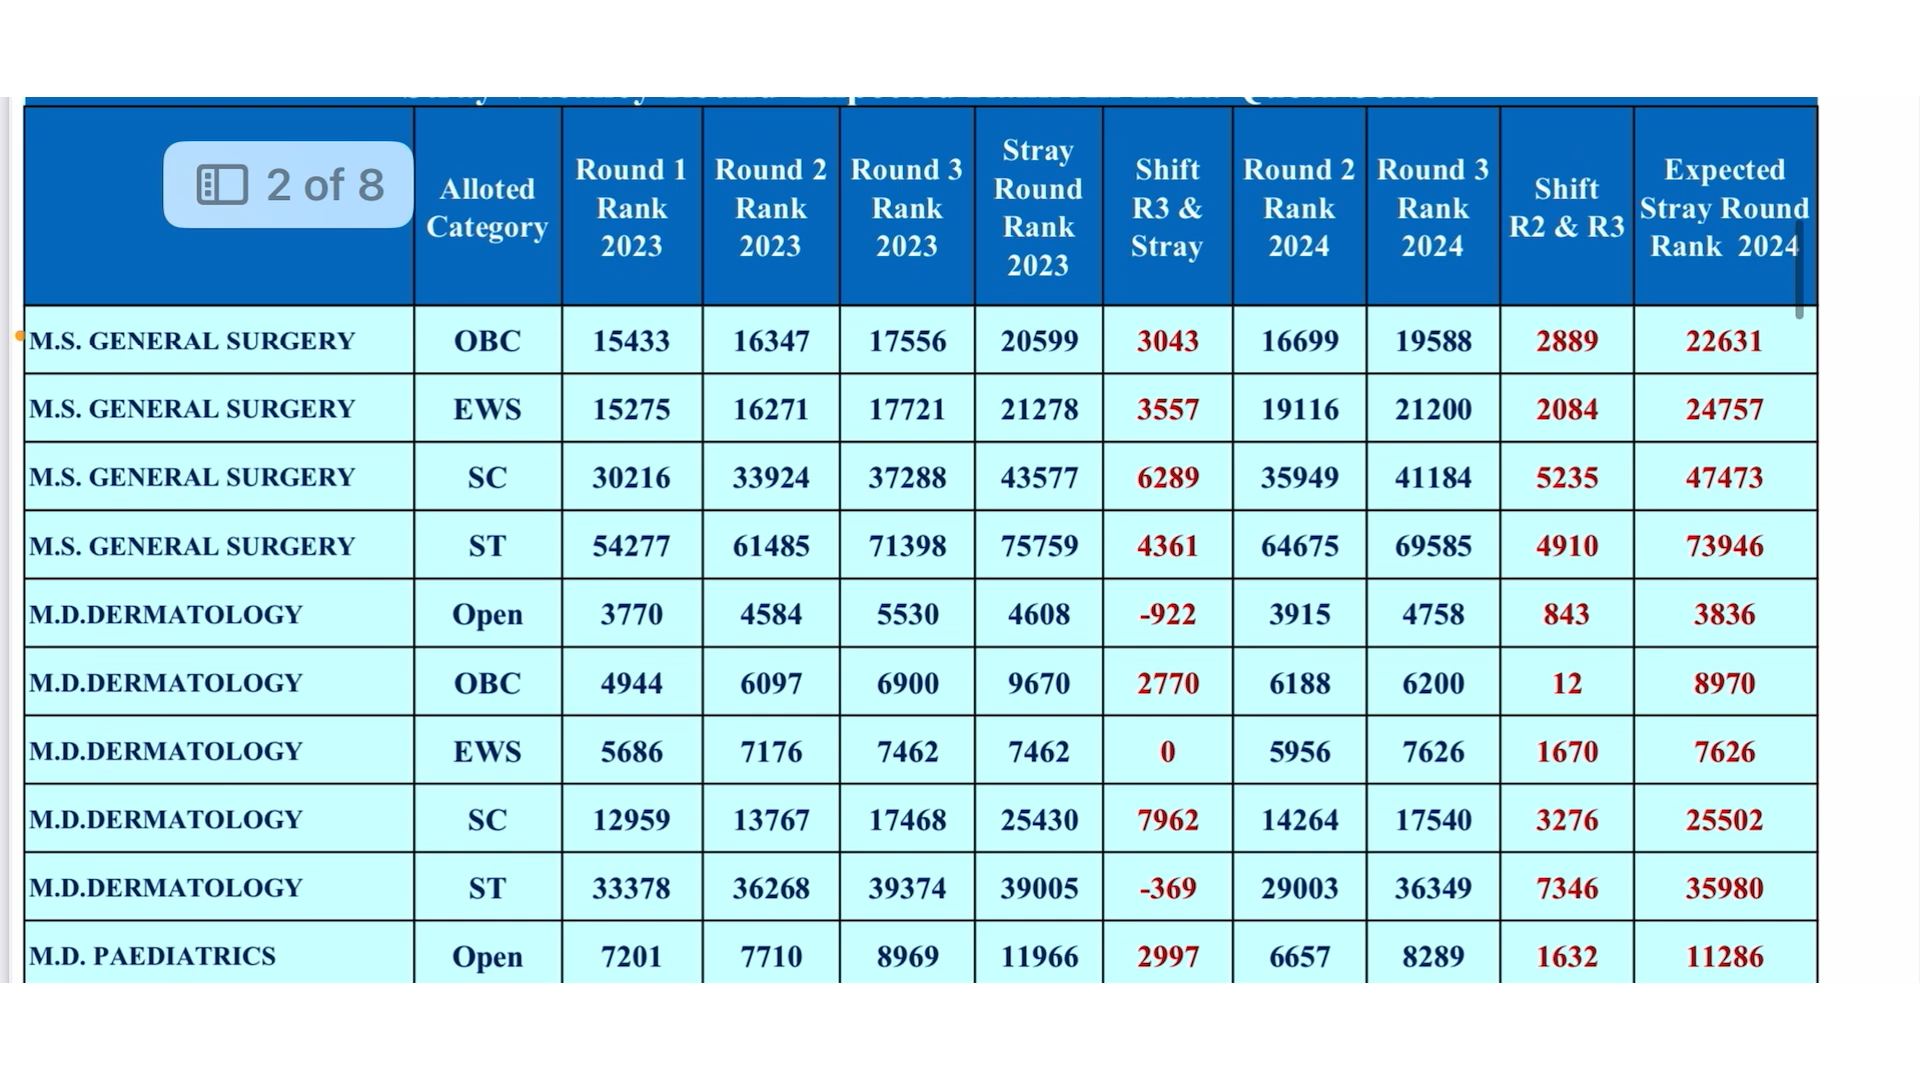 2 of 8
Alloted Category Round 1 Rank 2023 Round 2 Rank 2023 Round 3 Rank 2023 Stray Round Rank 2023 Shift R3 & Stray Round 2 Rank 2024 Round 3 Rank 2024 Shift R2 & R3 Expected Stray Round Rank 2024
M.S. GENERAL SURGERY OBC 15433 16347 17556 20599 3043 16699 19588 2889 22631
M.S. GENERAL SURGERY EWS 15275 16271 17721 21278 3557 19116 21200 2084 24757
M.S. GENERAL SURGERY SC 30216 33924 37288 43577 6289 35949 41184 5235 47473
M.S. GENERAL SURGERY ST 54277 61485 71398 75759 4361 64675 69585 4910 73946
M.D.DERMATOLOGY Open 3770 4584 5530 4608 -922 3915 4758 843 3836
M.D.DERMATOLOGY OBC 4944 6097 6900 9670 2770 6188 6200 12 8970
M.D.DERMATOLOGY EWS 5686 7176 7462 7462 0 5956 7626 1670 7626
M.D.DERMATOLOGY SC 12959 13767 17468 25430 7962 14264 17540 3276 25502
M.D.DERMATOLOGY ST 33378 36268 39374 39005 -369 29003 36349 7346 35980
M.D. PAEDIATRICS Open 7201 7710 8969 11966 2997 6657 8289 1632 11286